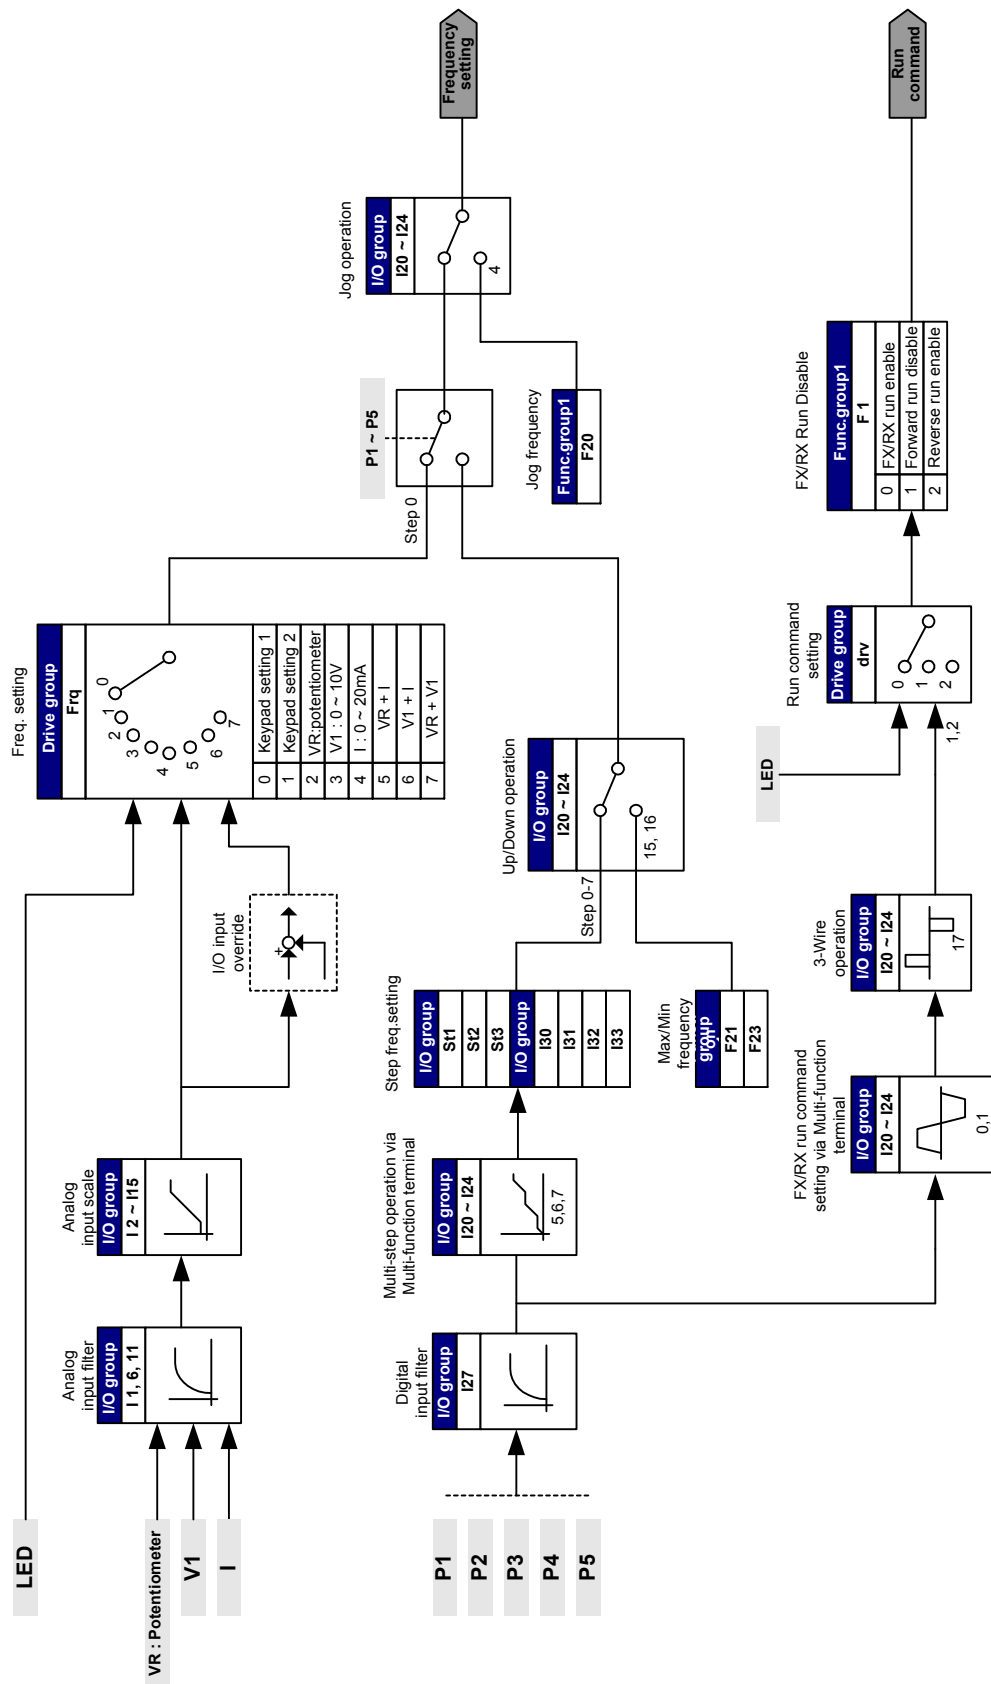 LED
VR : Potentiometer
V1
I
Analog
input filter
I/O group
I 1, 6, 11
Analog
input scale
I/O group
I 2 ~ I15
I/O input
override
+
Freq. setting
Drive group
Frq
0
1
2
3
4
5
6
7
0 Keypad setting 1
1 Keypad setting 2
2 VR:potentiometer
3 V1 : 0 ~ 10V
4 I : 0 ~ 20mA
5 VR + I
6 V1 + I
7 VR + V1
Step 0
P1 ~ P5
Jog operation
I/O group
I20 ~ I24
4
Frequency
setting
Jog frequency
Func.group1
F20
P1
P2
P3
P4
P5
Digital
input filter
I/O group
I27
Multi-step operation via
Multi-function terminal
I/O group
I20 ~ I24
5,6,7
Step freq.setting
I/O group
St1
St2
St3
I/O group
I30
I31
I32
I33
Max/Min
frequency
group
F21
F23
Step 0-7
Up/Down operation
I/O group
I20 ~ I24
15, 16
FX/RX run command
setting via Multi-function
terminal
I/O group
I20 ~ I24
0,1
3-Wire
operation
I/O group
I20 ~ I24
17
LED
1,2
Run command
setting
Drive group
drv
0
1
2
FX/RX Run Disable
Func.group1
F 1
0 FX/RX run enable
1 Forward run disable
2 Reverse run enable
Run
command